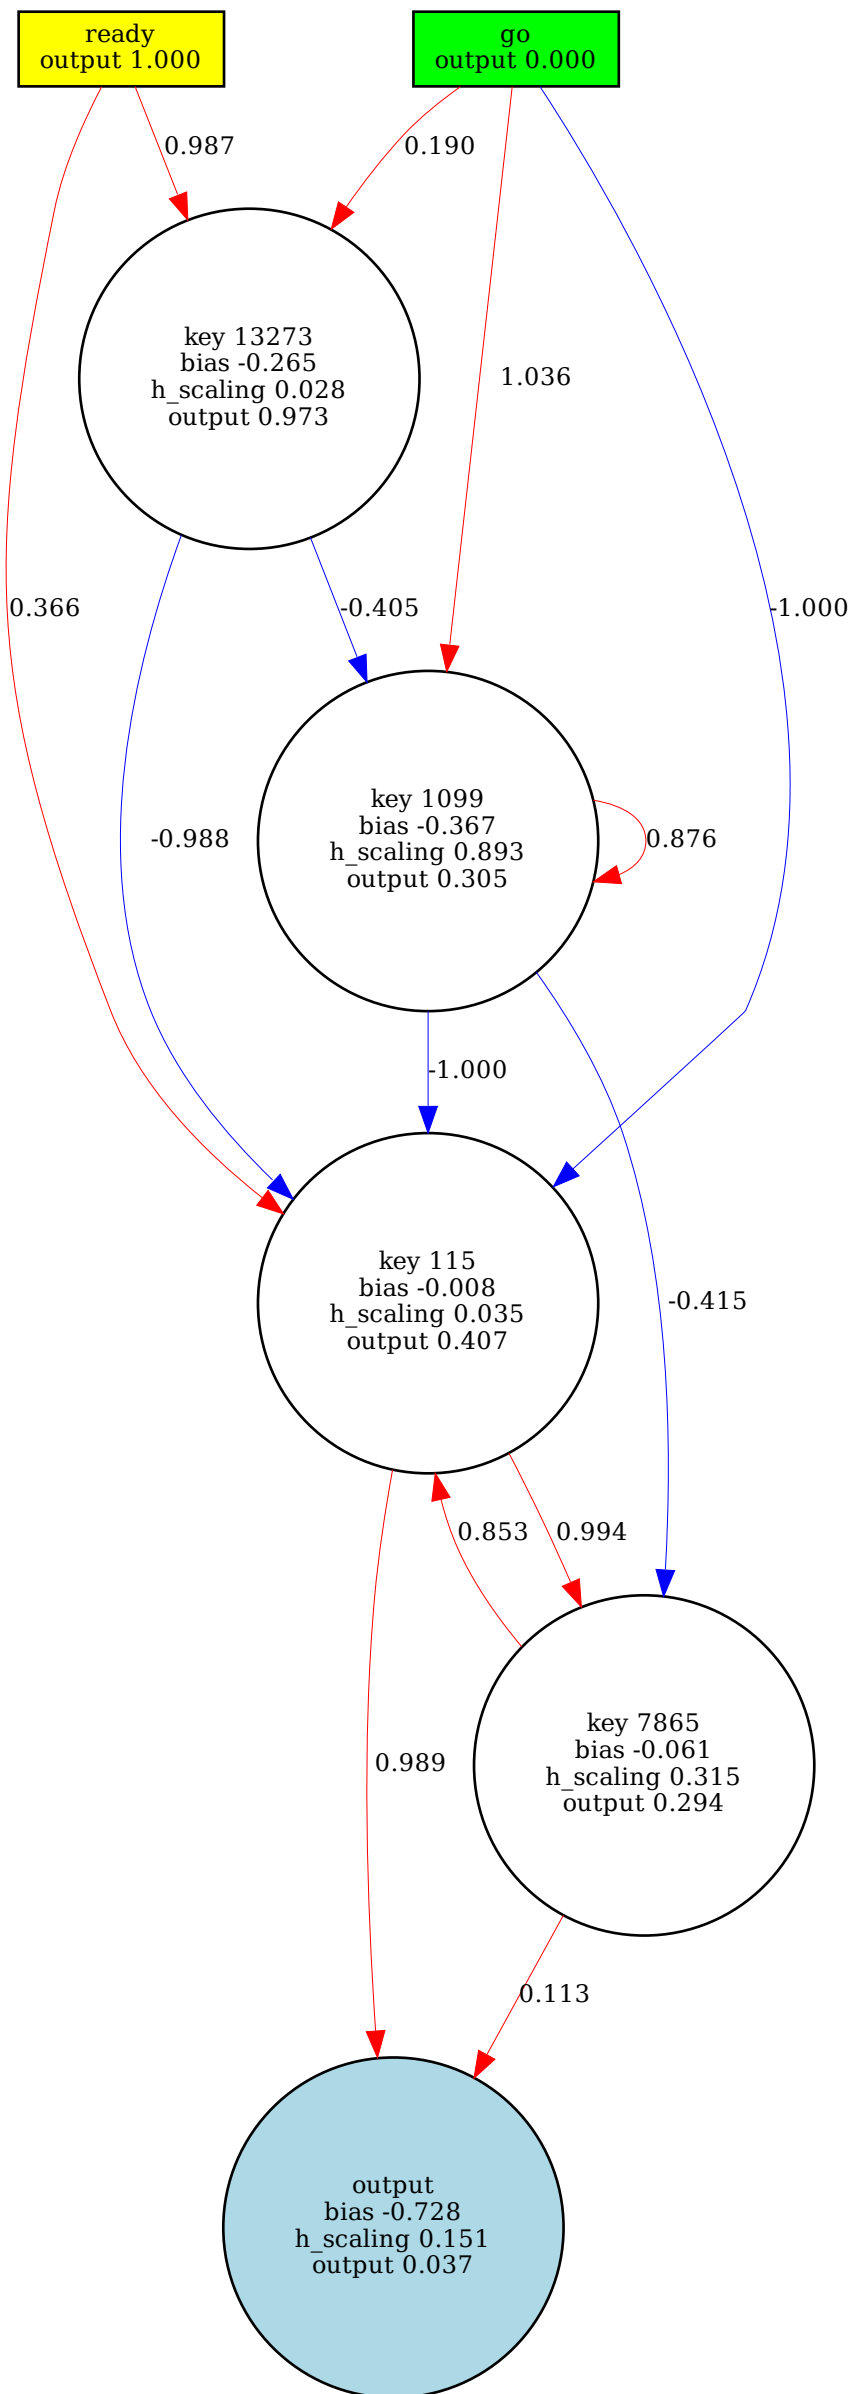 ready
output 1.000
go
output 0.000
0.987
0.190
key 13273
bias -0.265
h_scaling 0.028
output 0.973
1.036
0.366
-0.405
-1.000
key 1099
bias -0.367
h_scaling 0.893
output 0.305
-0.988
0.876
-1.000
key 115
bias -0.008
h_scaling 0.035
output 0.407
-0.415
0.853
0.994
key 7865
bias -0.061
h_scaling 0.315
output 0.294
0.989
0.113
output
bias -0.728
h_scaling 0.151
output 0.037